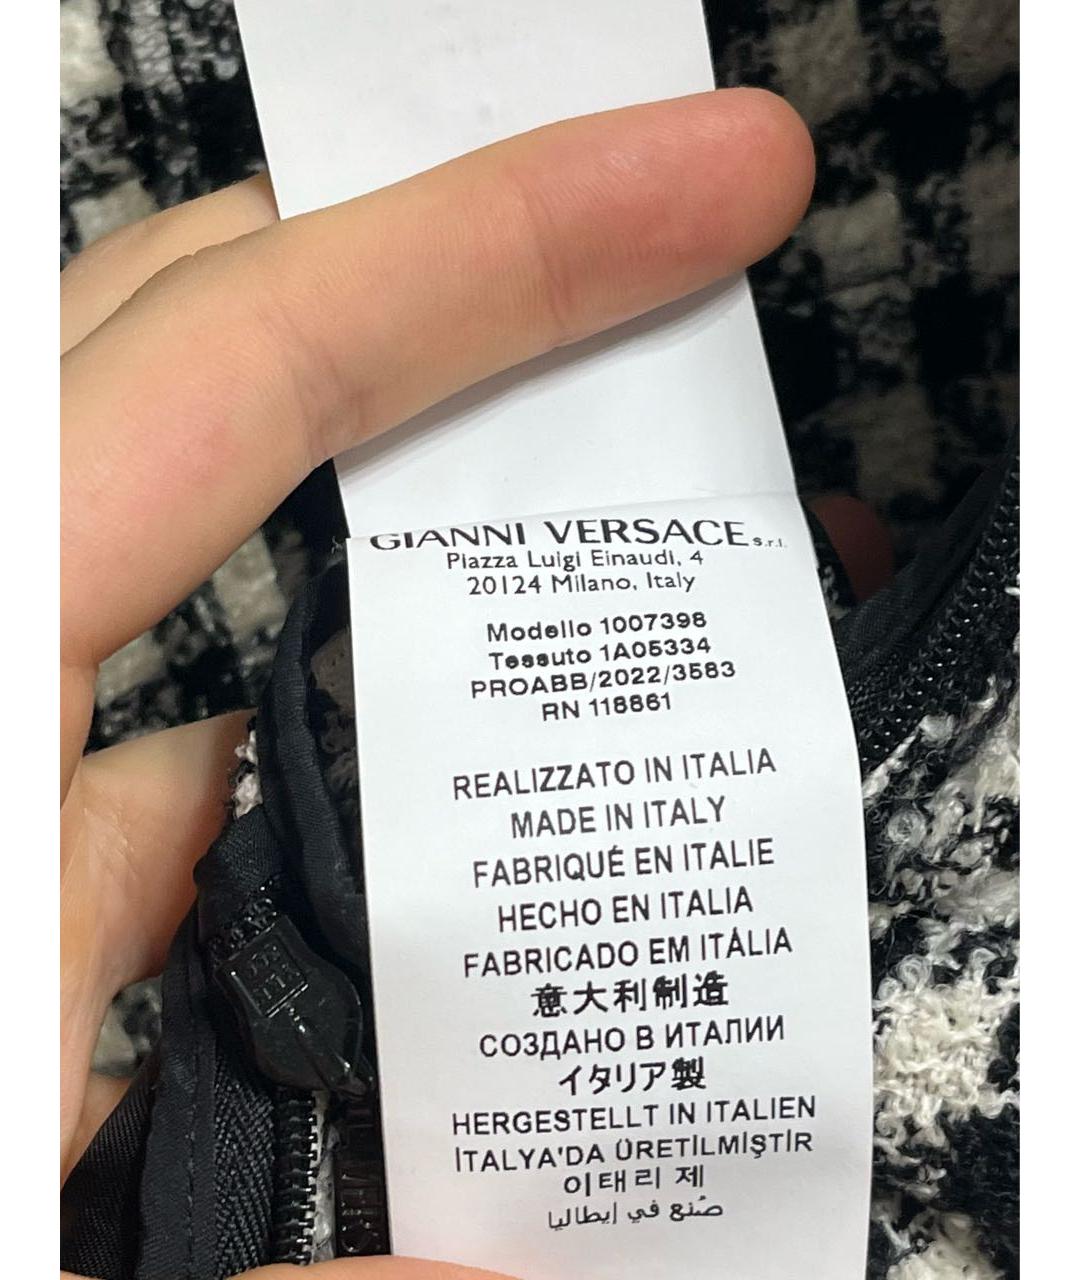 GIANNI VERSACE s.r.l.
Piazza Luigi Einaudi, 4
20124 Milano, Italy
Modello 1007398
Tessuto 1A05334
PROABB/2022/3583
RN 118861
REALIZZATO IN ITALIA
MADE IN ITALY
FABRIQUÉ EN ITALIE
HECHO EN ITALIA
FABRICADO EM ITÁLIA
意大利制造
СОЗДАНО В ИТАЛИИ
イタリア製
HERGESTELLT IN ITALIEN
İTALYA'DA ÜRETİLMİŞTİR
이태리 제
صُنع في إيطاليا